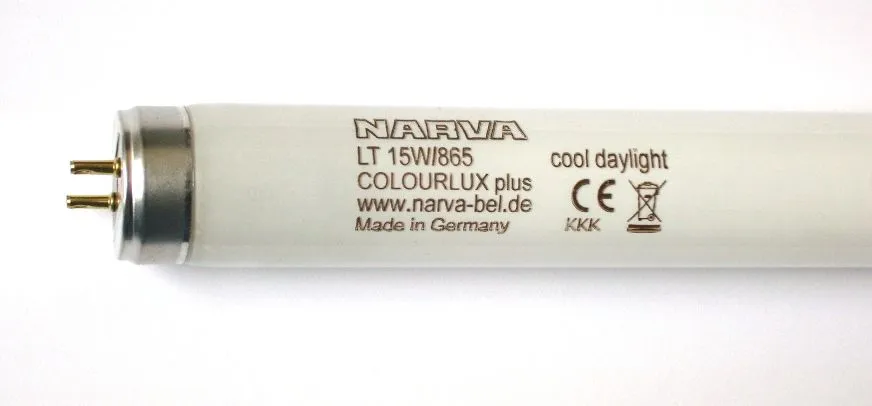 NARVA
LT 15W/865
COLOURLUX plus
www.narva-bel.de
Made in Germany
cool daylight
CE
KKK